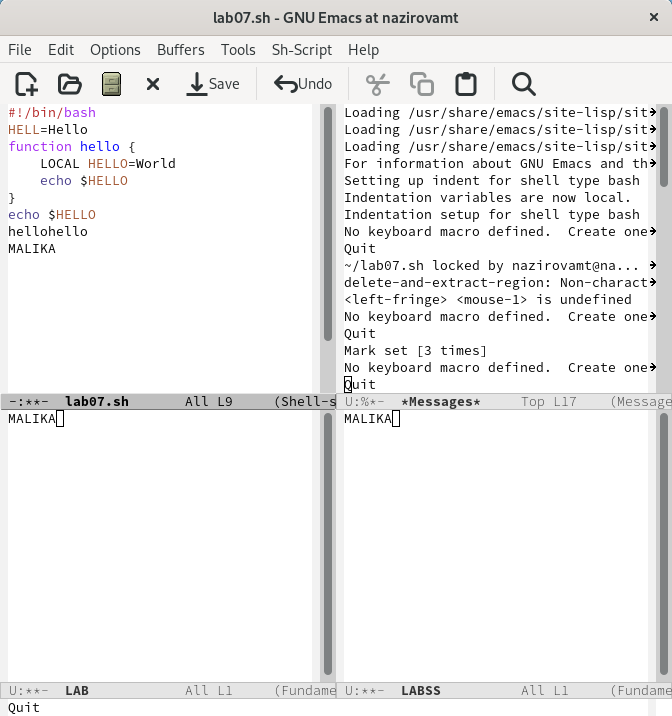 lab07.sh - GNU Emacs at nazirovamt
File Edit Options Buffers Tools Sh-Script Help
Save Undo
#!/bin/bash
HELL=Hello
function hello {
    LOCAL HELLO=World
    echo $HELLO
}
echo $HELLO
hellohello
MALIKA
-:**-  lab07.sh       All L9     (Shell-s
Loading /usr/share/emacs/site-lisp/sit
Loading /usr/share/emacs/site-lisp/sit
Loading /usr/share/emacs/site-lisp/sit
For information about GNU Emacs and th
Setting up indent for shell type bash
Indentation variables are now local.
Indentation setup for shell type bash
No keyboard macro defined.  Create one
Quit
~/lab07.sh locked by nazirovamt@na...
delete-and-extract-region: Non-charact
<left-fringe> <mouse-1> is undefined
No keyboard macro defined.  Create one
Quit
Mark set [3 times]
No keyboard macro defined.  Create one
Quit
U:%*-  *Messages*     Top L17    (Message
MALIKA
U:**-  LAB            All L1     (Fundame
MALIKA
U:**-  LABSS          All L1     (Fundame
Quit